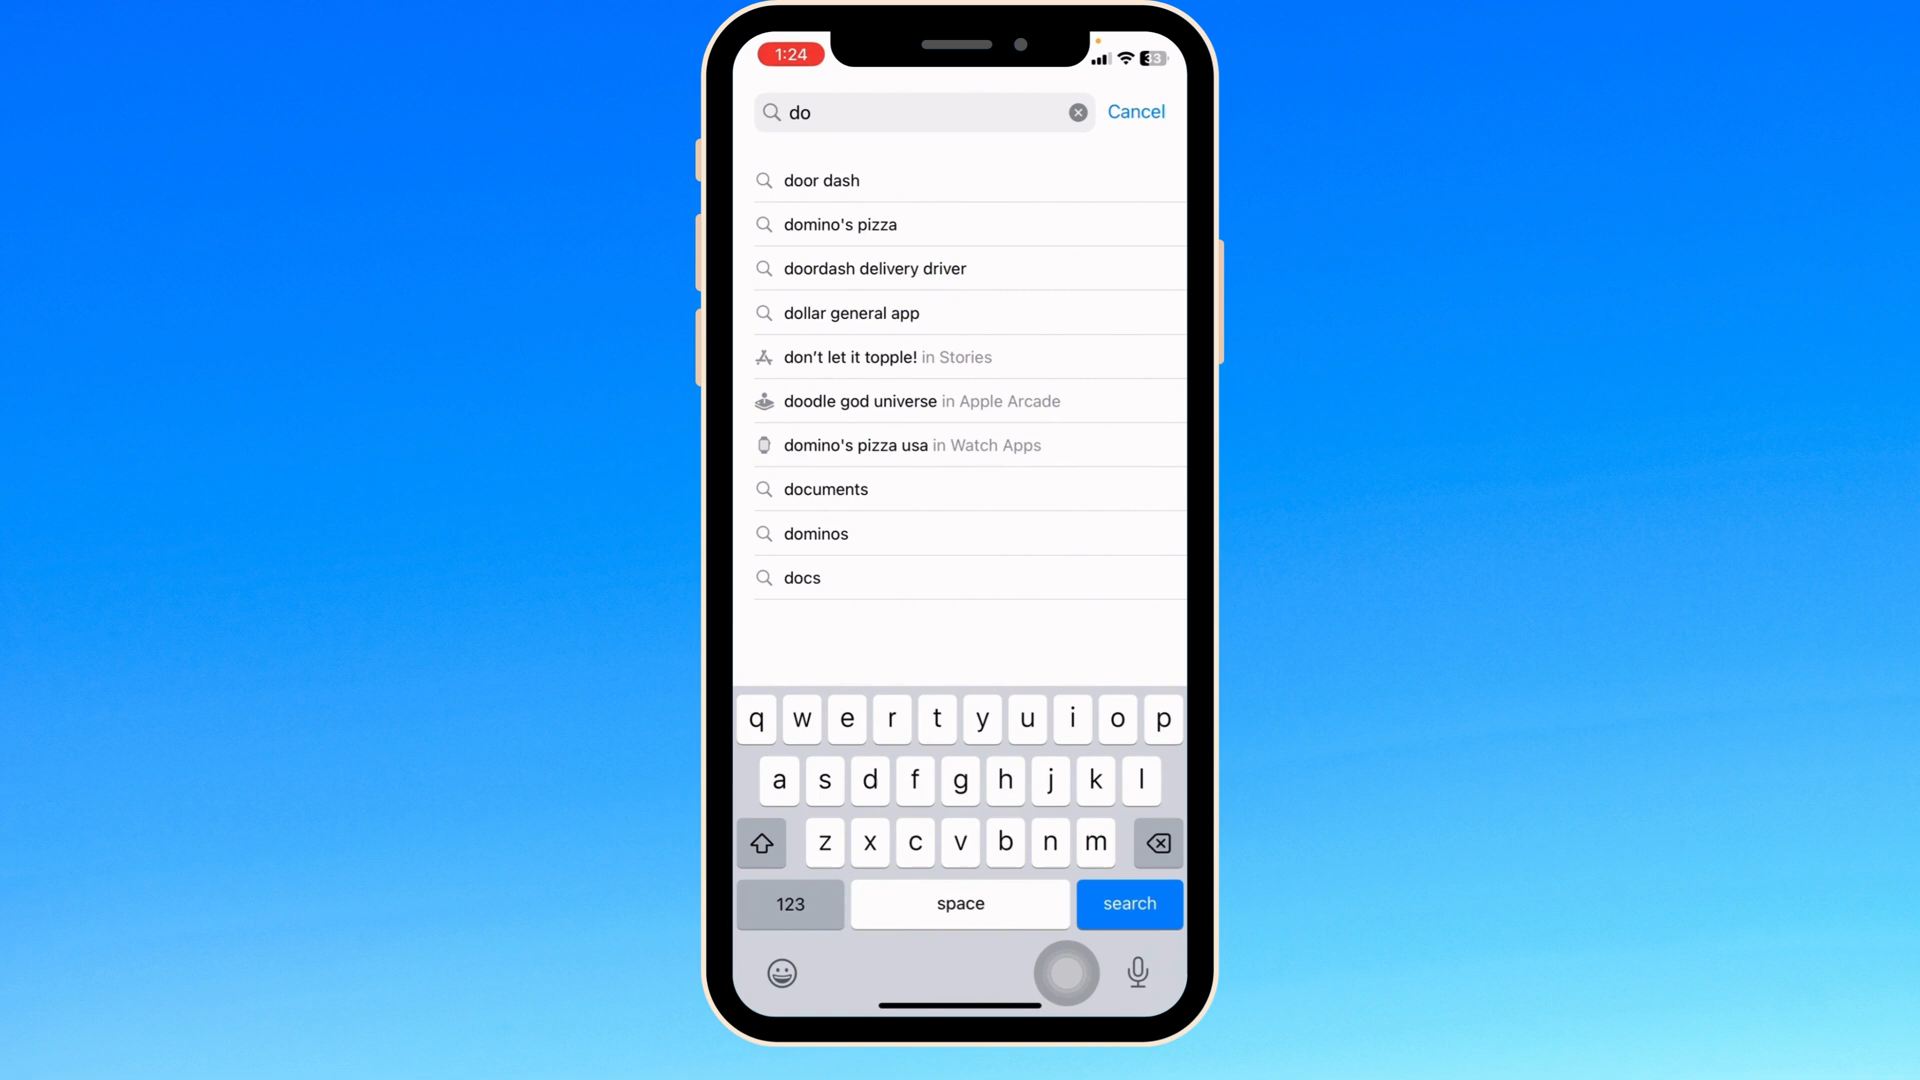 1:24
33
do
Cancel
door dash
domino's pizza
doordash delivery driver
dollar general app
don’t let it topple! in Stories
doodle god universe in Apple Arcade
domino's pizza usa in Watch Apps
documents
dominos
docs
q w e r t y u i o p
a s d f g h j k l
z x c v b n m
123 space search